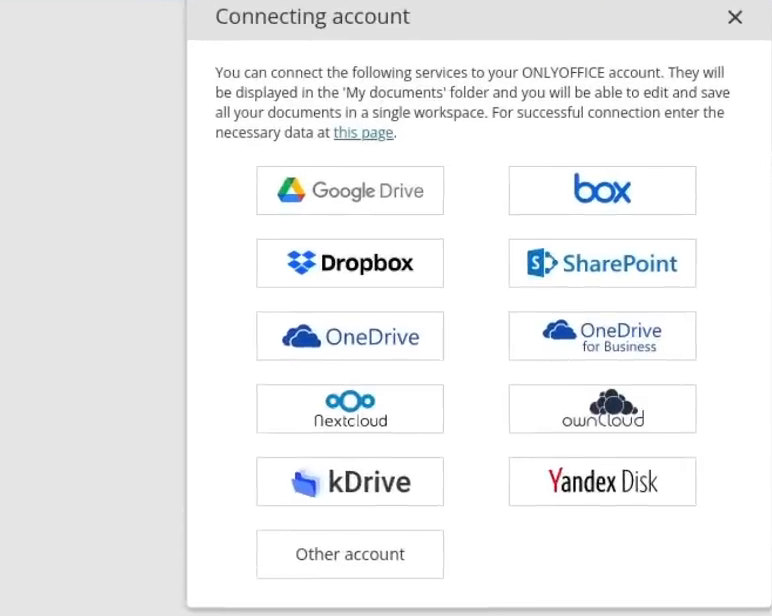 Connecting account
You can connect the following services to your ONLYOFFICE account. They will
be displayed in the 'My documents' folder and you will be able to edit and save
all your documents in a single workspace. For successful connection enter the
necessary data at this page.
Google Drive
box
Dropbox
SharePoint
OneDrive
OneDrive
for Business
Nextcloud
ownCloud
kDrive
Yandex Disk
Other account